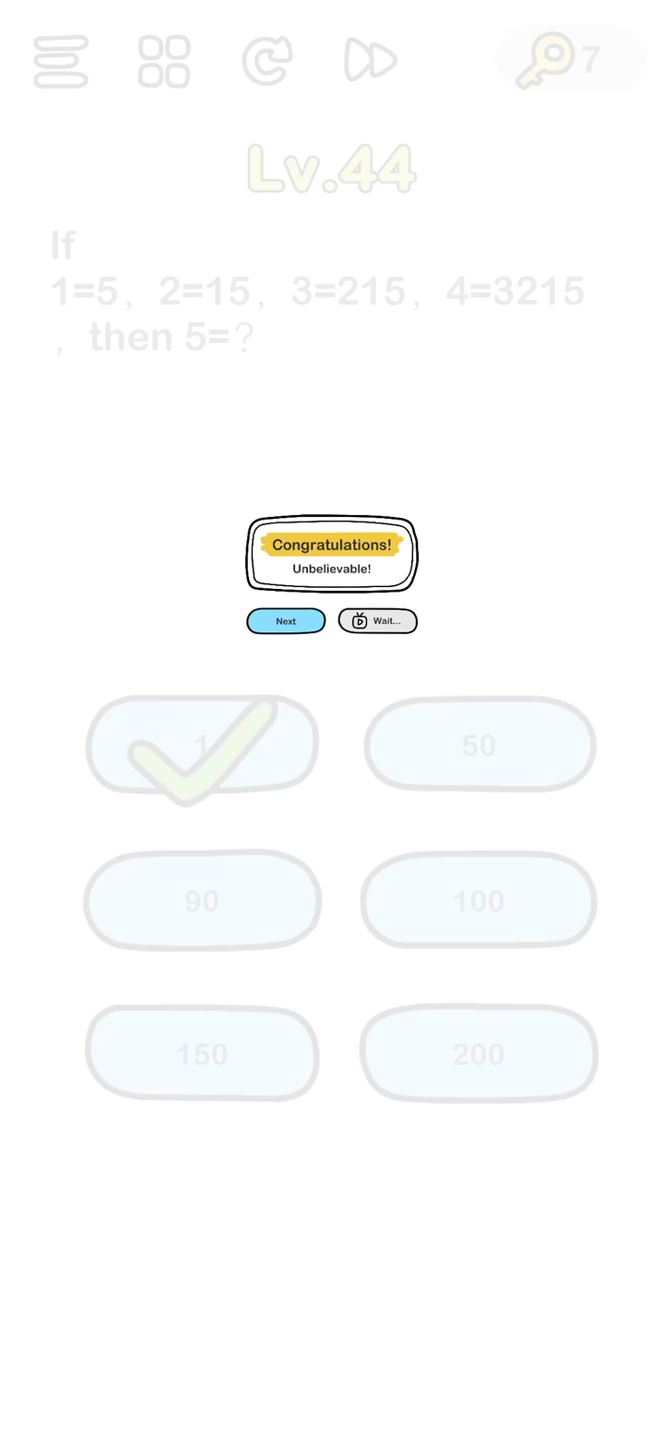 7
Lv.44
If
1=5，2=15，3=215，4=3215
，then 5=？
Congratulations!
Unbelievable!
Next
Wait...
1
50
90
100
150
200